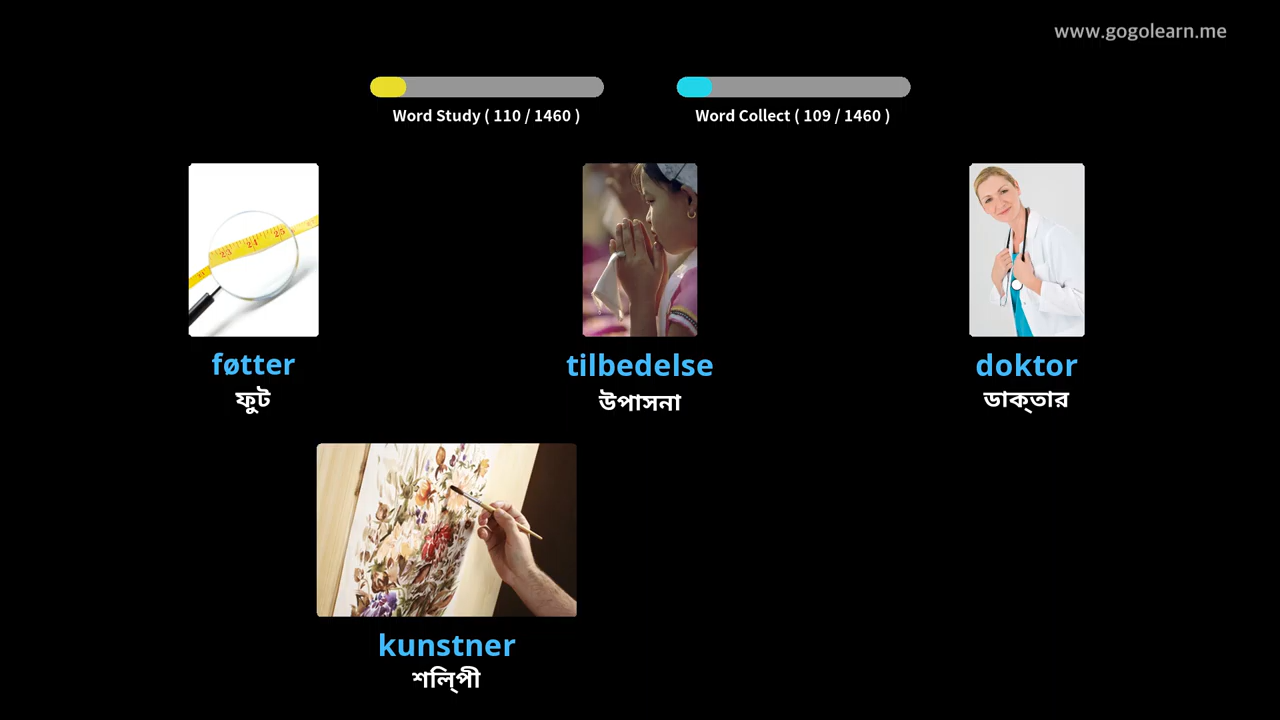 www.gogolearn.me
Word Study ( 110 / 1460 )
Word Collect ( 109 / 1460 )
føtter
ফুট
tilbedelse
উপাসনা
doktor
ডাক্তার
kunstner
শিল্পী